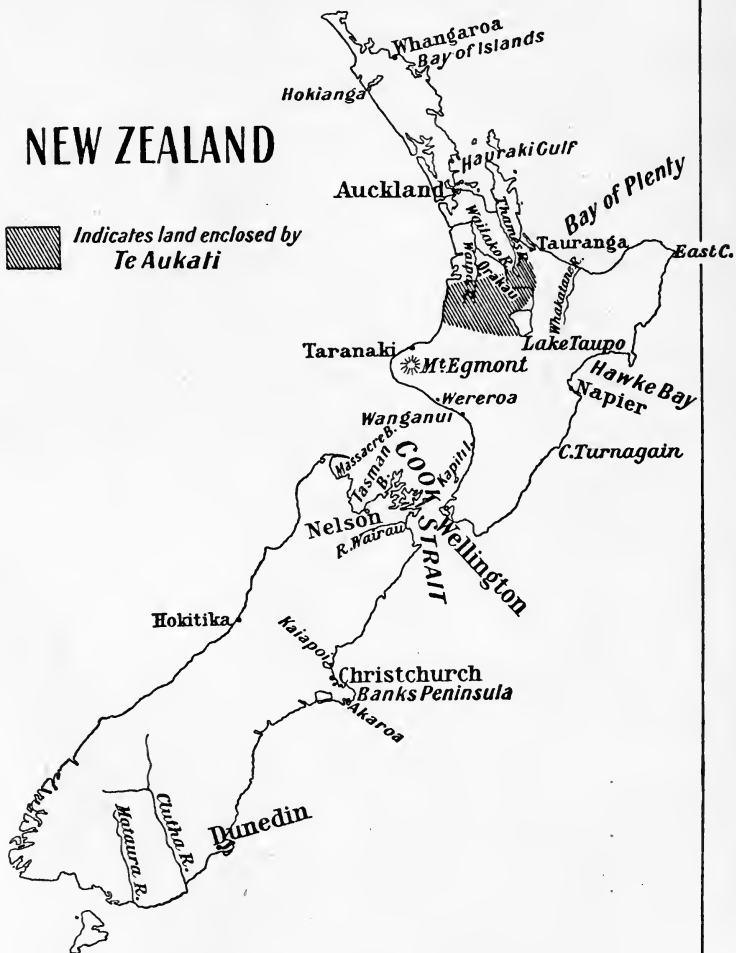 Whangaroa
Bay of Islands
Hokianga
NEW ZEALAND
Hauraki Gulf
Auckland
Bay of Plenty
Indicates land enclosed by
Te Aukati
Waikato R.
Thames R.
Tauranga
East C.
Waipa R.
Orakau
Whakatane R.
Lake Taupo
Taranaki
Mt Egmont
Hawke Bay
Napier
Wereroa
Wanganui
Massacre B.
Tasman B.
COOK STRAIT
Kapiti I.
C. Turnagain
Nelson
R. Wairau
Wellington
Hokitika
Kaiapoi
Christchurch
Banks Peninsula
Akaroa
Mataura R.
Clutha R.
Dunedin